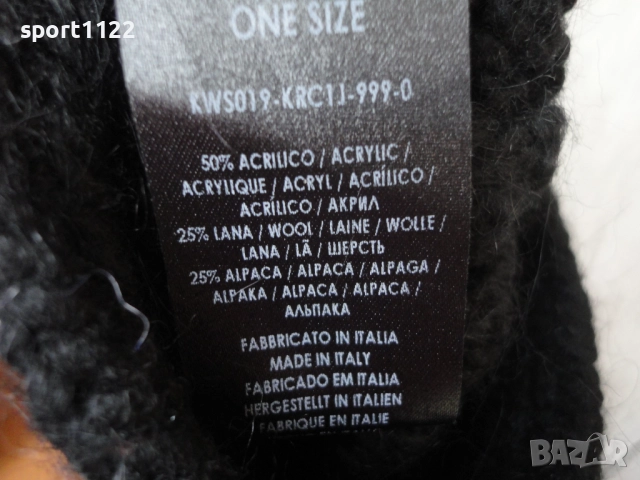 sport1122
ONE SIZE
KWS019-KRC1J-999-0
50% ACRILICO / ACRYLIC /
ACRYLIQUE / ACRYL / ACRÍLICO /
ACRÍLICO / АКРИЛ
25% LANA / WOOL / LAINE / WOLLE /
LANA / LÃ / ШЕРСТЬ
25% ALPACA / ALPACA / ALPAGA /
ALPAKA / ALPACA / ALPACA /
АЛЬПАКА
FABBRICATO IN ITALIA
MADE IN ITALY
FABRICADO EM ITALIA
HERGESTELLT IN ITALIEN
FABRIQUE EN ITALIE
BAZAR